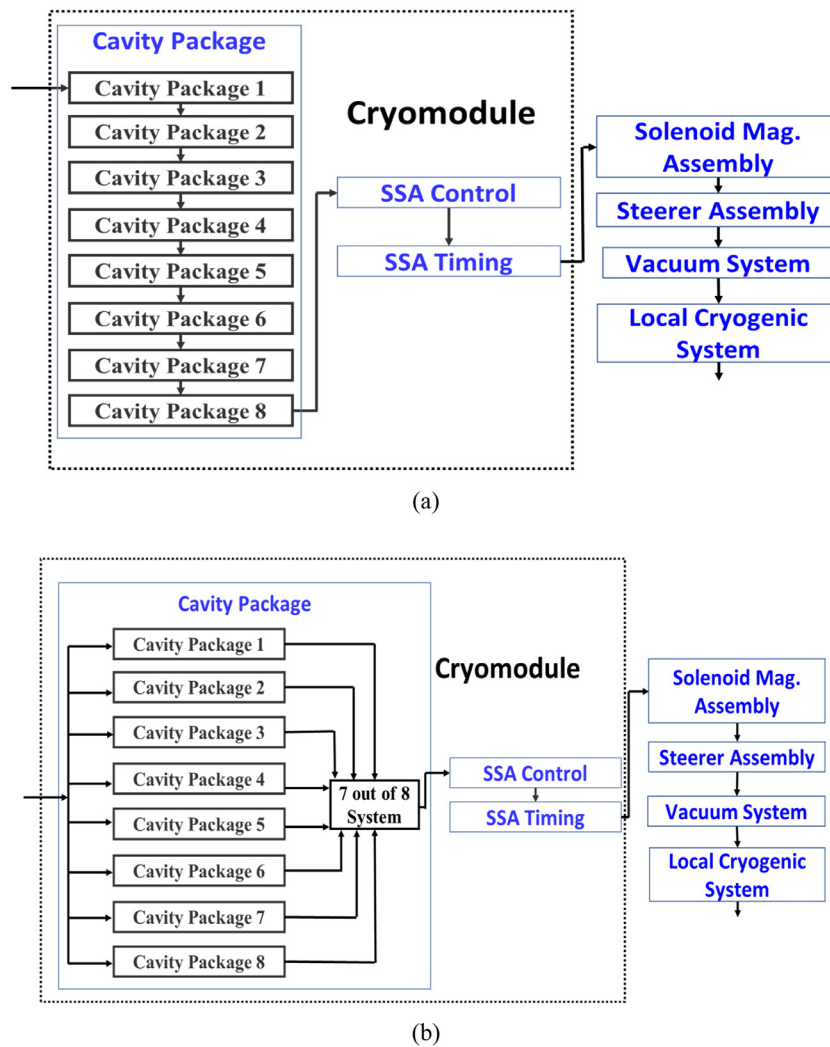 Cavity Package
Cavity Package 1
Cavity Package 2
Cavity Package 3
Cavity Package 4
Cavity Package 5
Cavity Package 6
Cavity Package 7
Cavity Package 8
Cryomodule
SSA Control
SSA Timing
Solenoid Mag.
Assembly
Steerer Assembly
Vacuum System
Local Cryogenic
System
(a)
Cavity Package
Cavity Package 1
Cavity Package 2
Cavity Package 3
Cavity Package 4
Cavity Package 5
Cavity Package 6
Cavity Package 7
Cavity Package 8
7 out of 8
System
Cryomodule
SSA Control
SSA Timing
Solenoid Mag.
Assembly
Steerer Assembly
Vacuum System
Local Cryogenic
System
(b)